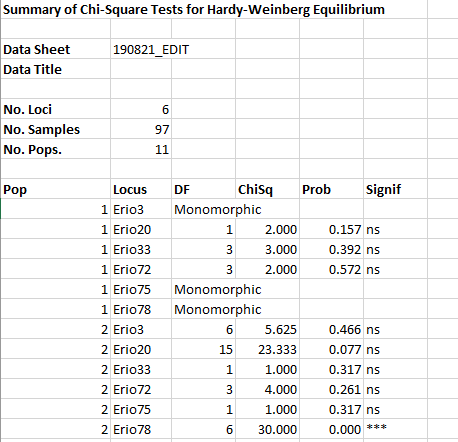 Summary of Chi-Square Tests for Hardy-Weinberg Equilibrium
Data Sheet 190821_EDIT
Data Title
No. Loci 6
No. Samples 97
No. Pops. 11
Pop Locus DF ChiSq Prob Signif
1 Erio3 Monomorphic
1 Erio20 1 2.000 0.157 ns
1 Erio33 3 3.000 0.392 ns
1 Erio72 3 2.000 0.572 ns
1 Erio75 Monomorphic
1 Erio78 Monomorphic
2 Erio3 6 5.625 0.466 ns
2 Erio20 15 23.333 0.077 ns
2 Erio33 1 1.000 0.317 ns
2 Erio72 3 4.000 0.261 ns
2 Erio75 1 1.000 0.317 ns
2 Erio78 6 30.000 0.000 ***